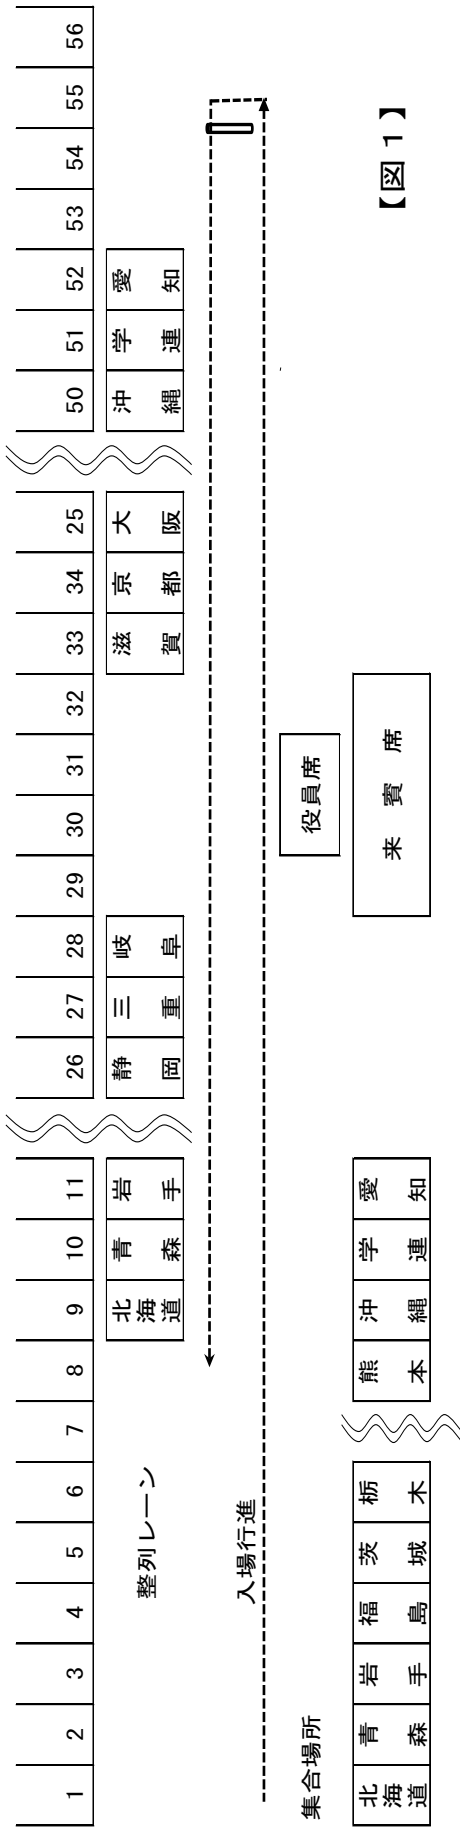 1 2 3 4 5 6 7 8 9 10 11 26 27 28 29 30 31 32 33 34 25 50 51 52 53 54 55 56
北海道 青森 岩手 静岡 三重 岐阜 滋賀 京都 大阪 沖縄 学連 愛知
整列レーン
入場行進
役員席
集合場所
来賓席
北海道 青森 岩手 福島 茨城 栃木 熊本 沖縄 学連 愛知
【図1】